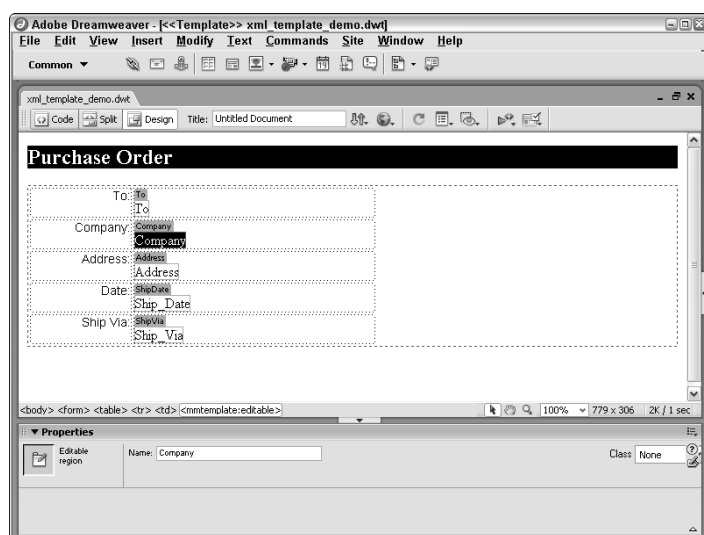 Adobe Dreamweaver - [<<Template>> xml_template_demo.dwt]
File Edit View Insert Modify Text Commands Site Window Help
Common
19
xml_template_demo.dwt
Code Split Design Title: Untitled Document
Purchase Order
To: To
To
Company: Company
Company
Address: Address
Address
Date: ShipDate
Ship_Date
Ship Via: ShipVia
Ship_Via
<body> <form> <table> <tr> <td> <mmtemplate:editable> 100% 779 x 306 2K / 1 sec
Properties
Editable region
Name: Company
Class None